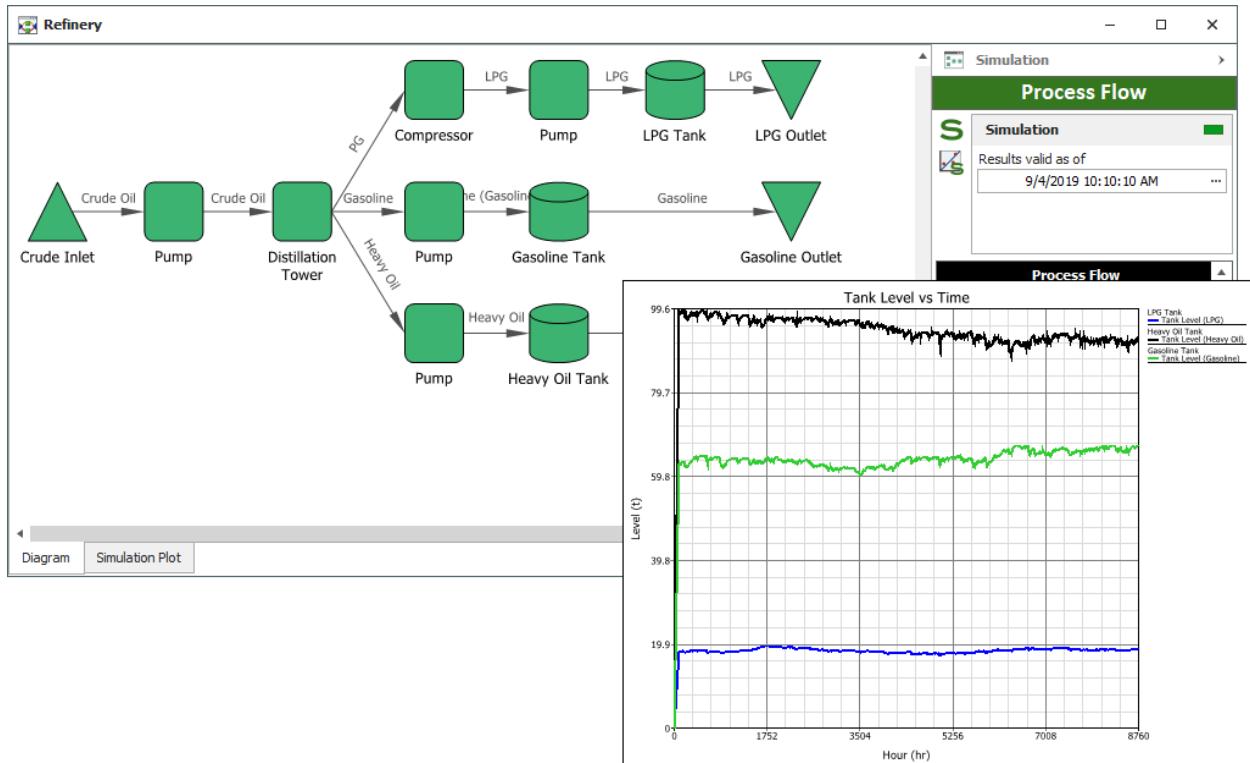 Refinery
LPG
LPG
LPG
Compressor
Pump
LPG Tank
LPG Outlet
PG
Crude Oil
Crude Oil
Gasoline
ne (Gasoline
Gasoline
Crude Inlet
Pump
Distillation
Tower
Pump
Gasoline Tank
Gasoline Outlet
Heavy Oil
Heavy Oil
Pump
Heavy Oil Tank
Diagram
Simulation Plot
Simulation
Process Flow
S
Simulation
Results valid as of
9/4/2019 10:10:10 AM
...
S
Process Flow
Tank Level vs Time
LPG Tank
Tank Level (LPG)
Heavy Oil Tank
Tank Level (Heavy Oil)
Gasoline Tank
Tank Level (Gasoline)
Level (t)
99.6
79.7
59.8
39.8
19.9
0
0
1752
3504
5256
7008
8760
Hour (hr)